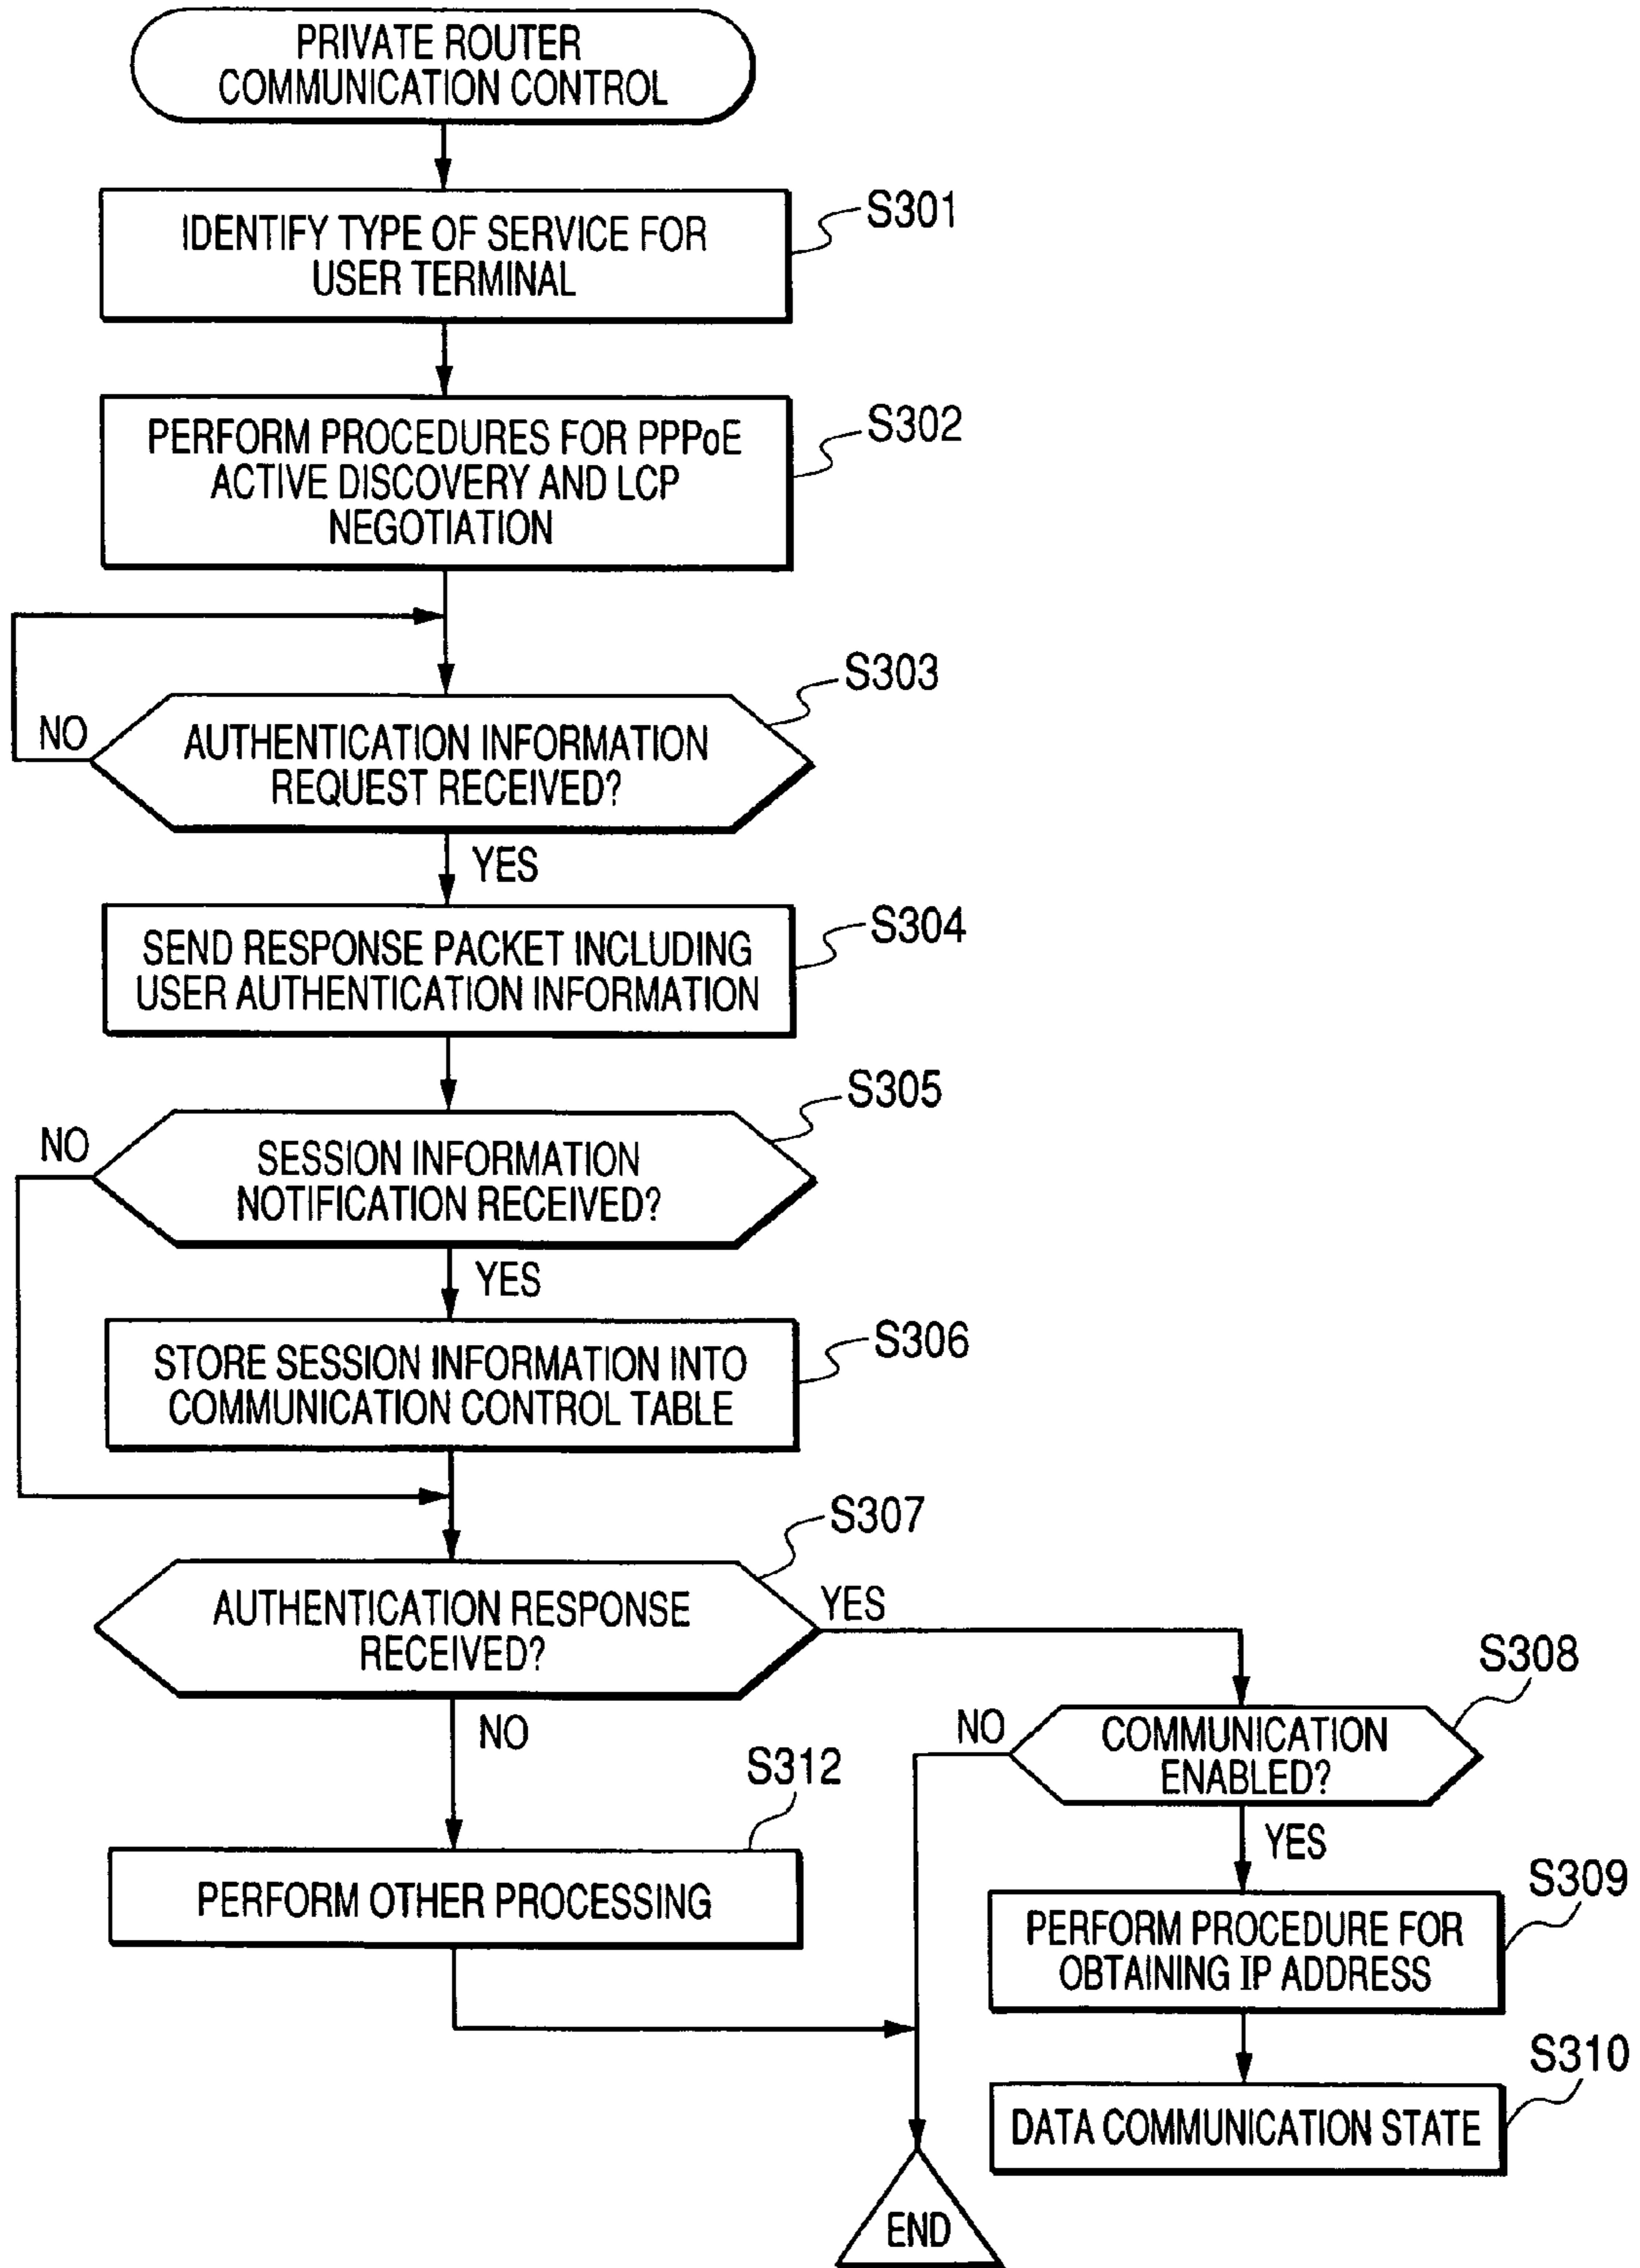 PRIVATE ROUTER
COMMUNICATION CONTROL
IDENTIFY TYPE OF SERVICE FOR
USER TERMINAL
S301
PERFORM PROCEDURES FOR PPPoE
ACTIVE DISCOVERY AND LCP
NEGOTIATION
S302
AUTHENTICATION INFORMATION
REQUEST RECEIVED?
S303
NO
YES
SEND RESPONSE PACKET INCLUDING
USER AUTHENTICATION INFORMATION
S304
SESSION INFORMATION
NOTIFICATION RECEIVED?
S305
NO
YES
STORE SESSION INFORMATION INTO
COMMUNICATION CONTROL TABLE
S306
AUTHENTICATION RESPONSE
RECEIVED?
S307
YES
NO
COMMUNICATION
ENABLED?
S308
NO
YES
PERFORM OTHER PROCESSING
S312
PERFORM PROCEDURE FOR
OBTAINING IP ADDRESS
S309
DATA COMMUNICATION STATE
S310
END